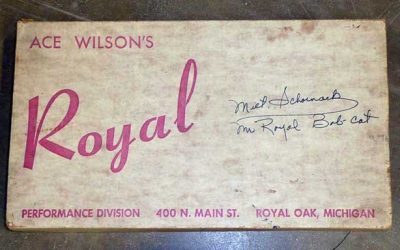 ACE WILSON'S
Royal
Milt Schornack
Mr Royal Bob-cat
PERFORMANCE DIVISION 400 N. MAIN ST. ROYAL OAK, MICHIGAN